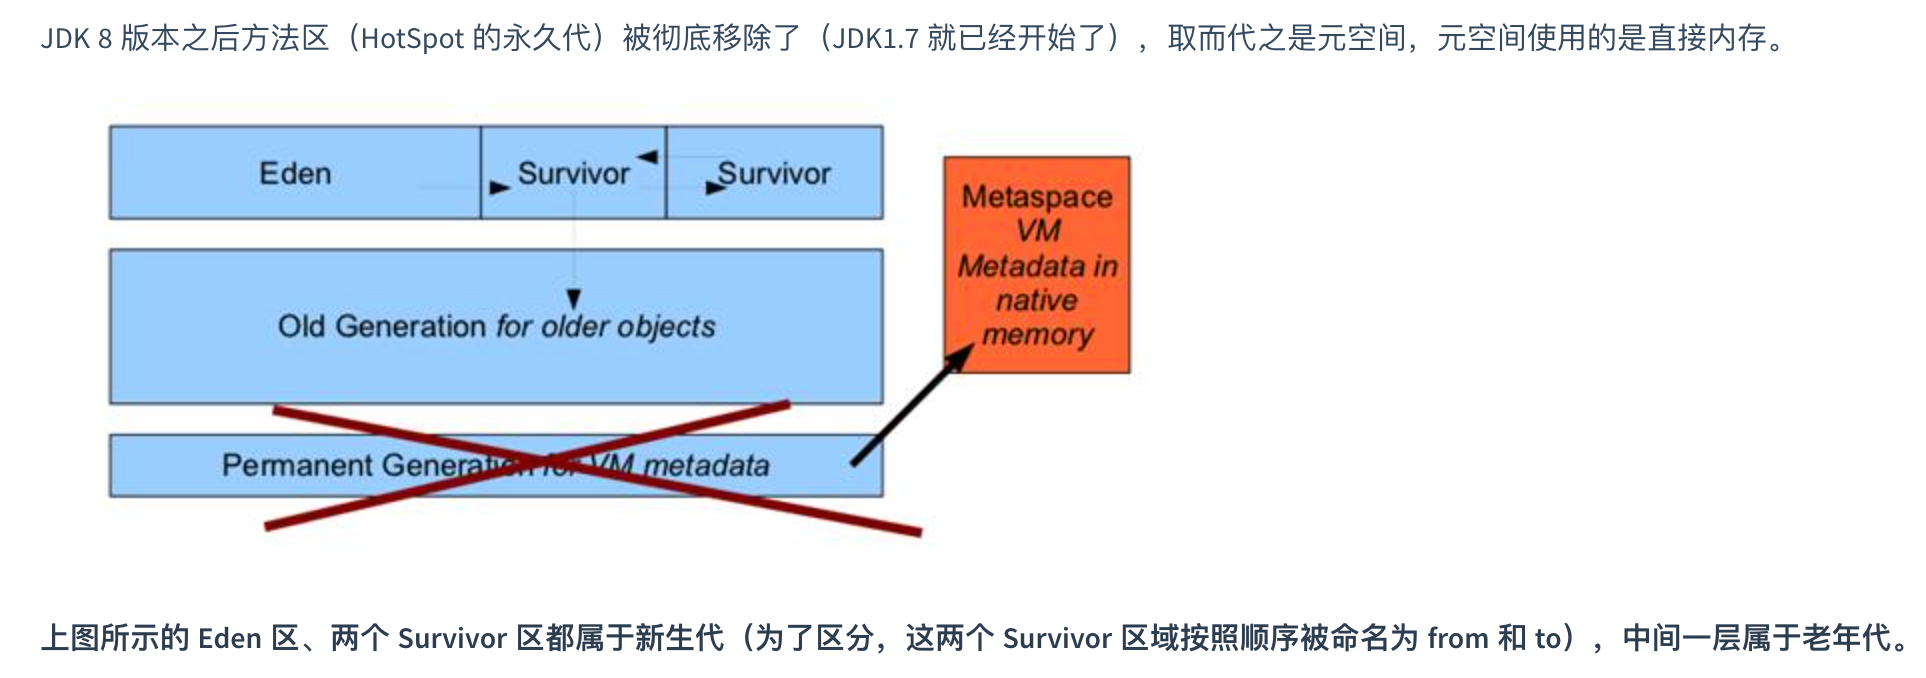 JDK 8 版本之后方法区（HotSpot 的永久代）被彻底移除了（JDK1.7 就已经开始了），取而代之是元空间，元空间使用的是直接内存。
Eden
Survivor
Survivor
Metaspace
VM
Metadata in
native
memory
Old Generation for older objects
Permanent Generation for VM metadata
上图所示的 Eden 区、两个 Survivor 区都属于新生代（为了区分，这两个 Survivor 区域按照顺序被命名为 from 和 to），中间一层属于老年代。